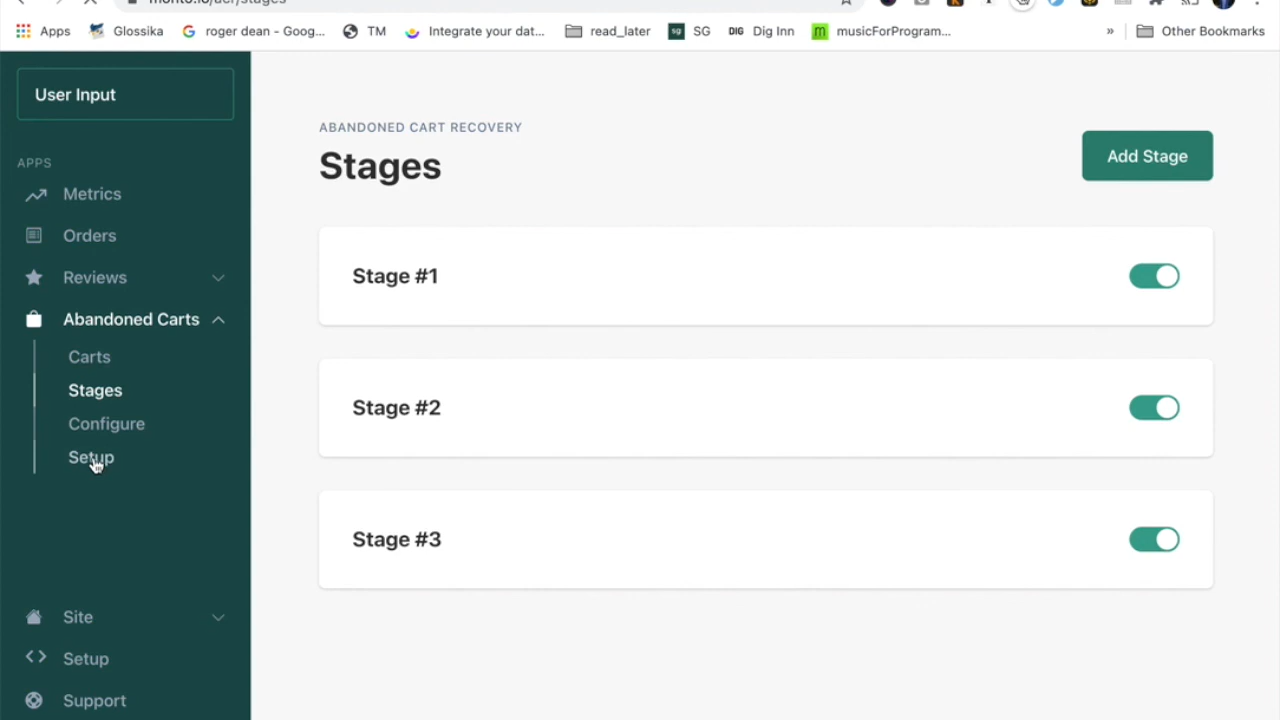 Apps
Glossika
roger dean - Goog...
TM
Integrate your dat...
read_later
sg SG
DIG Dig Inn
m musicForProgram...
»
Other Bookmarks
User Input
APPS
Metrics
Orders
Reviews
Abandoned Carts
Carts
Stages
Configure
Setup
Site
Setup
Support
ABANDONED CART RECOVERY
Stages
Add Stage
Stage #1
Stage #2
Stage #3